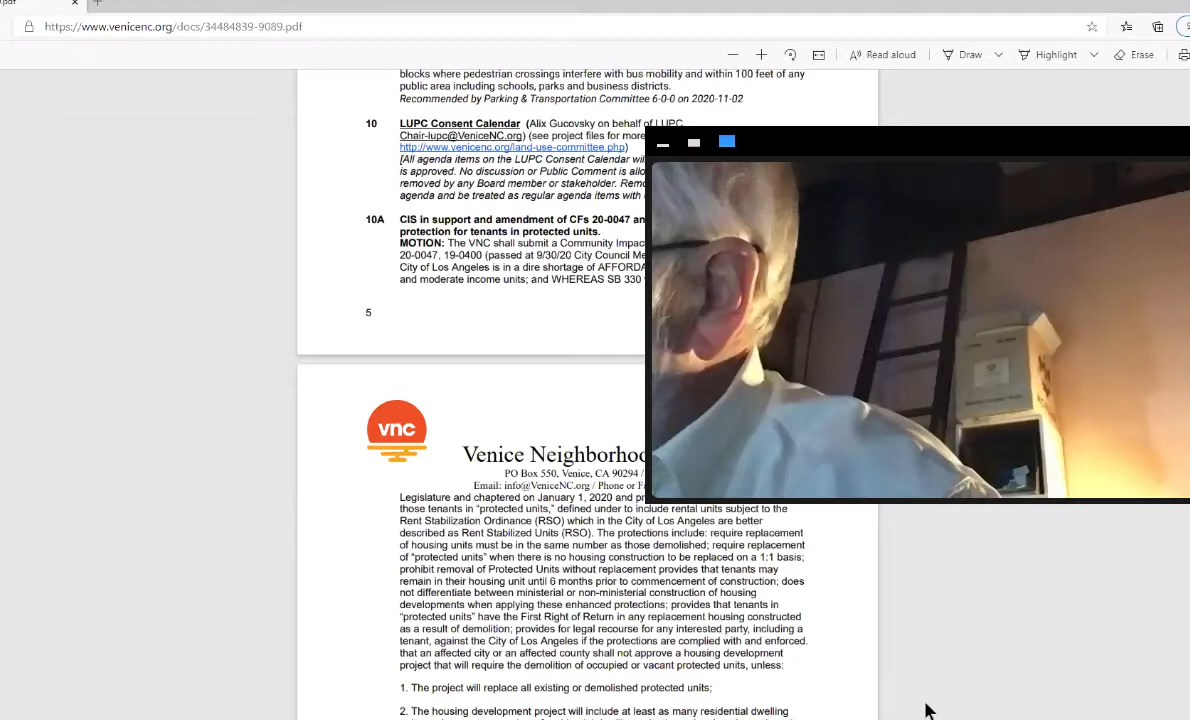 .pdf
https://www.venicenc.org/docs/34484839-9089.pdf
Read aloud
Draw
Highlight
Erase
blocks where pedestrian crossings interfere with bus mobility and within 100 feet of any
public area including schools, parks and business districts.
Recommended by Parking & Transportation Committee 6-0-0 on 2020-11-02
10 LUPC Consent Calendar (Alix Gucovsky on behalf of LUPC,
Chair-lupc@VeniceNC.org) (see project files for more
http://www.venicenc.org/land-use-committee.php)
[All agenda items on the LUPC Consent Calendar
is approved. No discussion or Public Comment is
removed by any Board member or stakeholder.
agenda and be treated as regular agenda items with
10A CIS in support and amendment of CFs 20-0047 an
protection for tenants in protected units.
MOTION: The VNC shall submit a Community Impac
20-0047, 19-0400 (passed at 9/30/20 City Council Me
City of Los Angeles is in a dire shortage of AFFORDA
and moderate income units; and WHEREAS SB 330
5
vnc
Venice Neighborhoo
PO Box 550, Venice, CA 90294 /
Email: info@VeniceNC.org / Phone or Fa
Legislature and chaptered on January 1, 2020 and pr
those tenants in "protected units," defined under to include rental units subject to the
Rent Stabilization Ordinance (RSO) which in the City of Los Angeles are better
described as Rent Stabilized Units (RSO). The protections include: require replacement
of housing units must be in the same number as those demolished; require replacement
of "protected units" when there is no housing construction to be replaced on a 1:1 basis;
prohibit removal of Protected Units without replacement provides that tenants may
remain in their housing unit until 6 months prior to commencement of construction; does
not differentiate between ministerial or non-ministerial construction of housing
developments when applying these enhanced protections; provides that tenants in
"protected units" have the First Right of Return in any replacement housing constructed
as a result of demolition; provides for legal recourse for any interested party, including a
tenant, against the City of Los Angeles if the protections are complied with and enforced.
that an affected city or an affected county shall not approve a housing development
project that will require the demolition of occupied or vacant protected units, unless:
1. The project will replace all existing or demolished protected units;
2. The housing development project will include at least as many residential dwelling